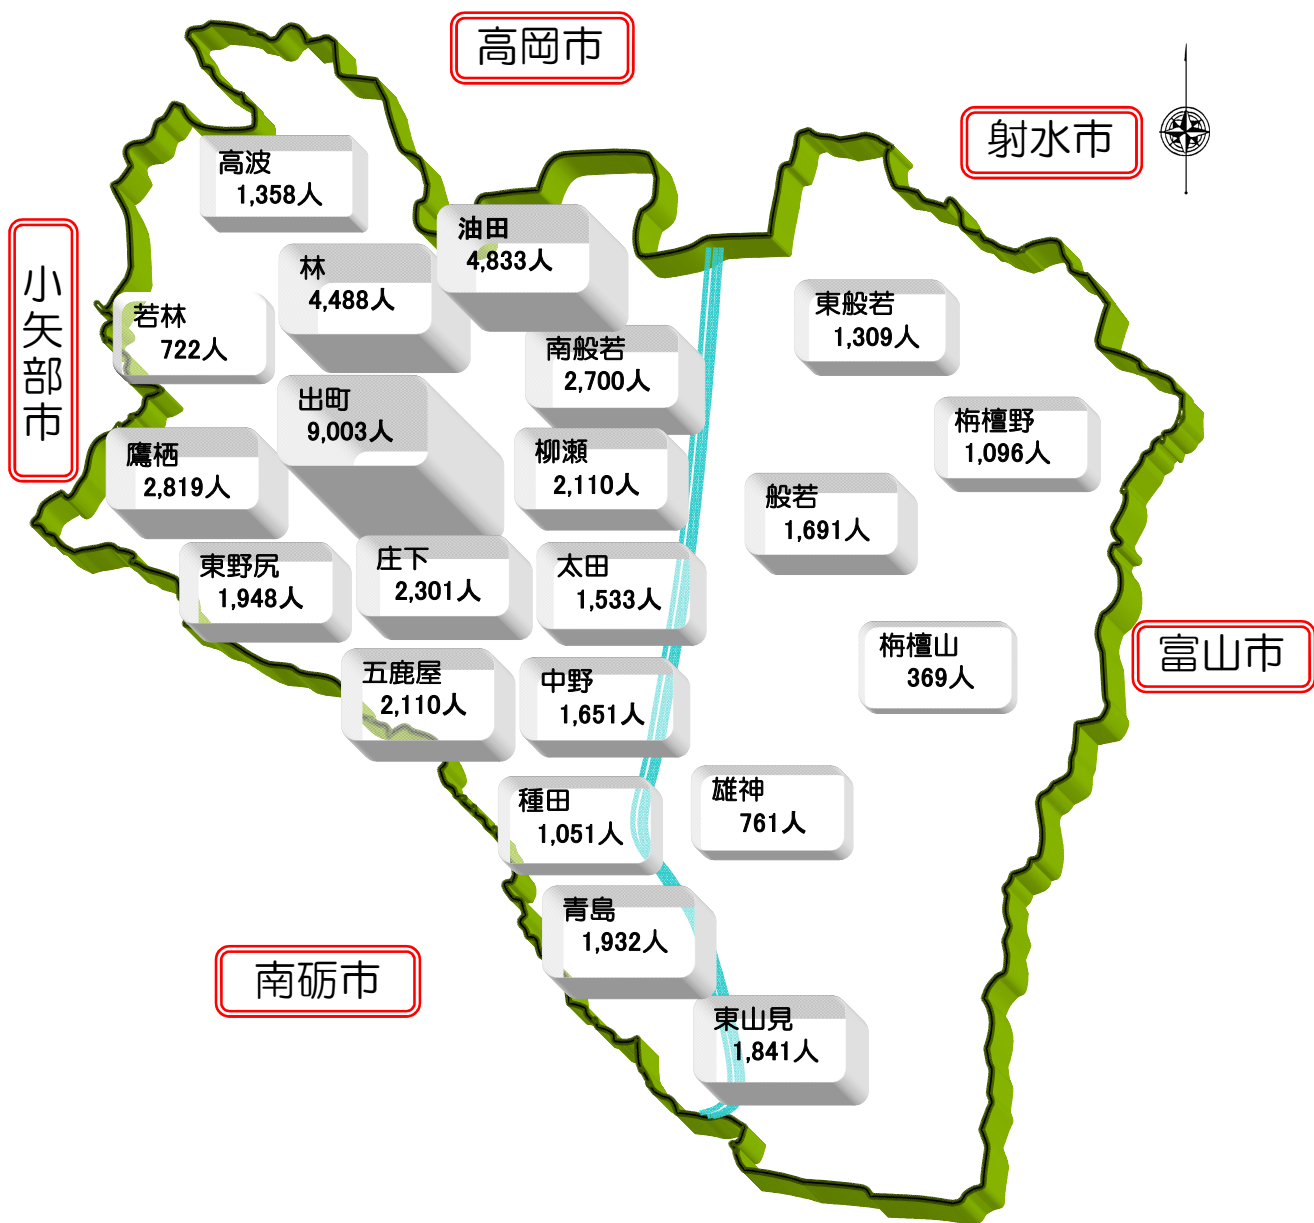 高岡市
射水市
高波
1,358人
油田
4,833人
小矢部市
林
4,488人
若林
722人
東般若
1,309人
南般若
2,700人
出町
9,003人
栴檀野
1,096人
鷹栖
2,819人
柳瀬
2,110人
般若
1,691人
東野尻
1,948人
庄下
2,301人
太田
1,533人
栴檀山
369人
富山市
五鹿屋
2,110人
中野
1,651人
種田
1,051人
雄神
761人
青島
1,932人
南砺市
東山見
1,841人